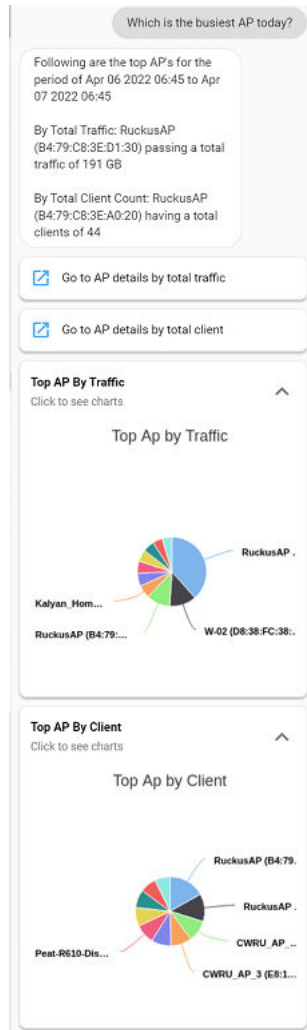 Which is the busiest AP today?
Following are the top AP's for the
period of Apr 06 2022 06:45 to Apr
07 2022 06:45
By Total Traffic: RuckusAP
(B4:79:C8:3E:D1:30) passing a total
traffic of 191 GB
By Total Client Count: RuckusAP
(B4:79:C8:3E:A0:20) having a total
clients of 44
Go to AP details by total traffic
Go to AP details by total client
Top AP By Traffic
Click to see charts
Top Ap by Traffic
RuckusAP .
Kalyan_Hom...
RuckusAP (B4:79:...
W-02 (D8:38:FC:38:.
Top AP By Client
Click to see charts
Top Ap by Client
RuckusAP (B4:79.
RuckusAP .
CWRU_AP_..
Peat-R610-Dis...
CWRU_AP_3 (E8:1...